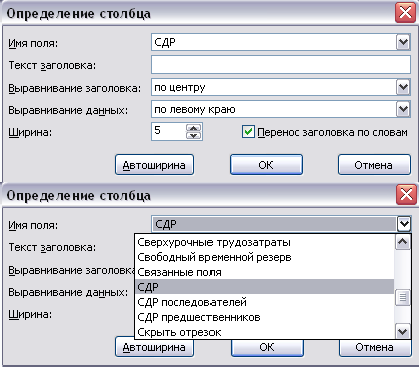 Определение столбца
Имя поля: СДР
Текст заголовка:
Выравнивание заголовка: по центру
Выравнивание данных: по левому краю
Ширина: 5 Перенос заголовка по словам
Автоширина ОК Отмена
Определение столбца
Имя поля: СДР
Текст заголовка: Сверхурочные трудозатраты
Свободный временной резерв
Выравнивание заголовка Связанные поля
СДР
Выравнивание данных: СДР последователей
Ширина: СДР предшественников
Скрыть отрезок
Автоширина ОК Отмена